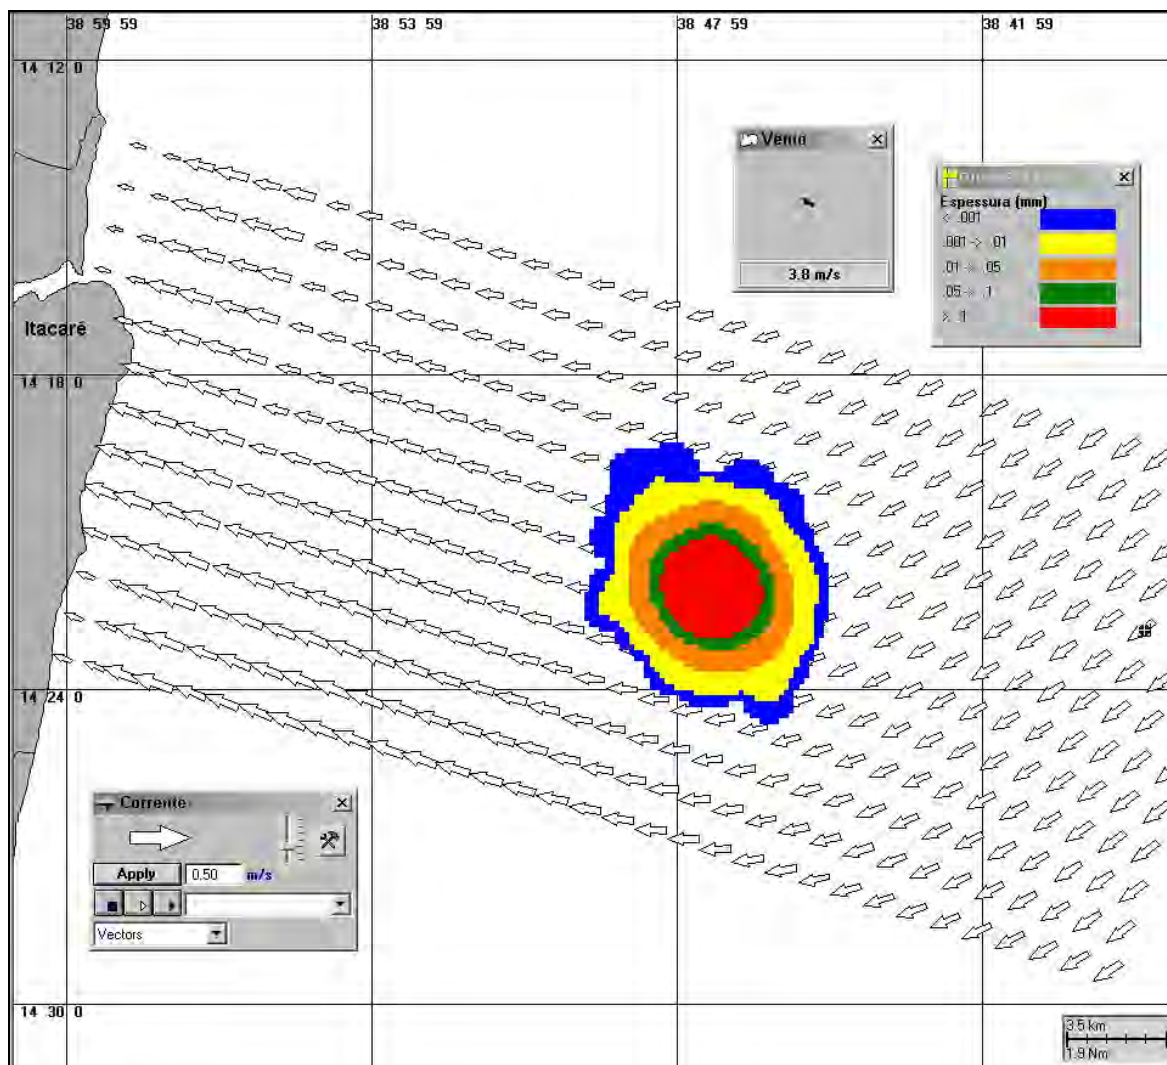 38 59 59
38 53 59
38 47 59
38 41 59
14 12 0
Vento
3.8 m/s
Espessura (mm)
< .001
.001 -> .01
.01 -> .05
.05 -> .1
> .1
Itacaré
14 18 0
14 24 0
Corrente
Apply
0.50
m/s
Vectors
14 30 0
3.5 km
1.9 Nm